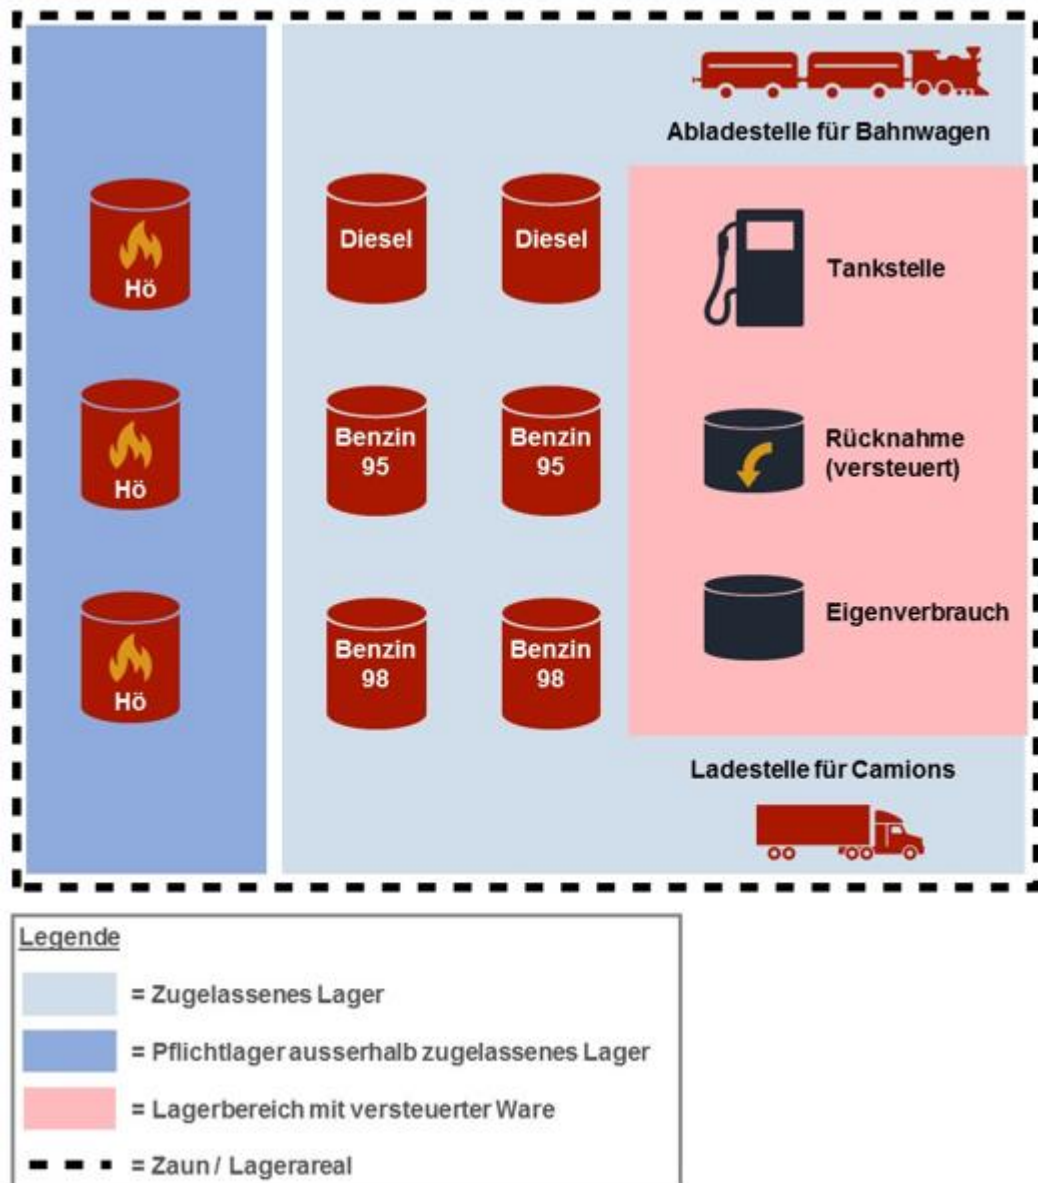 Abladestelle für Bahnwagen
Hö
Diesel
Diesel
Tankstelle
Hö
Benzin
95
Benzin
95
Rücknahme
(versteuert)
Hö
Benzin
98
Benzin
98
Eigenverbrauch
Ladestelle für Camions
Legende
= Zugelassenes Lager
= Pflichtlager ausserhalb zugelassenes Lager
= Lagerbereich mit versteuerter Ware
= Zaun / Lagerareal